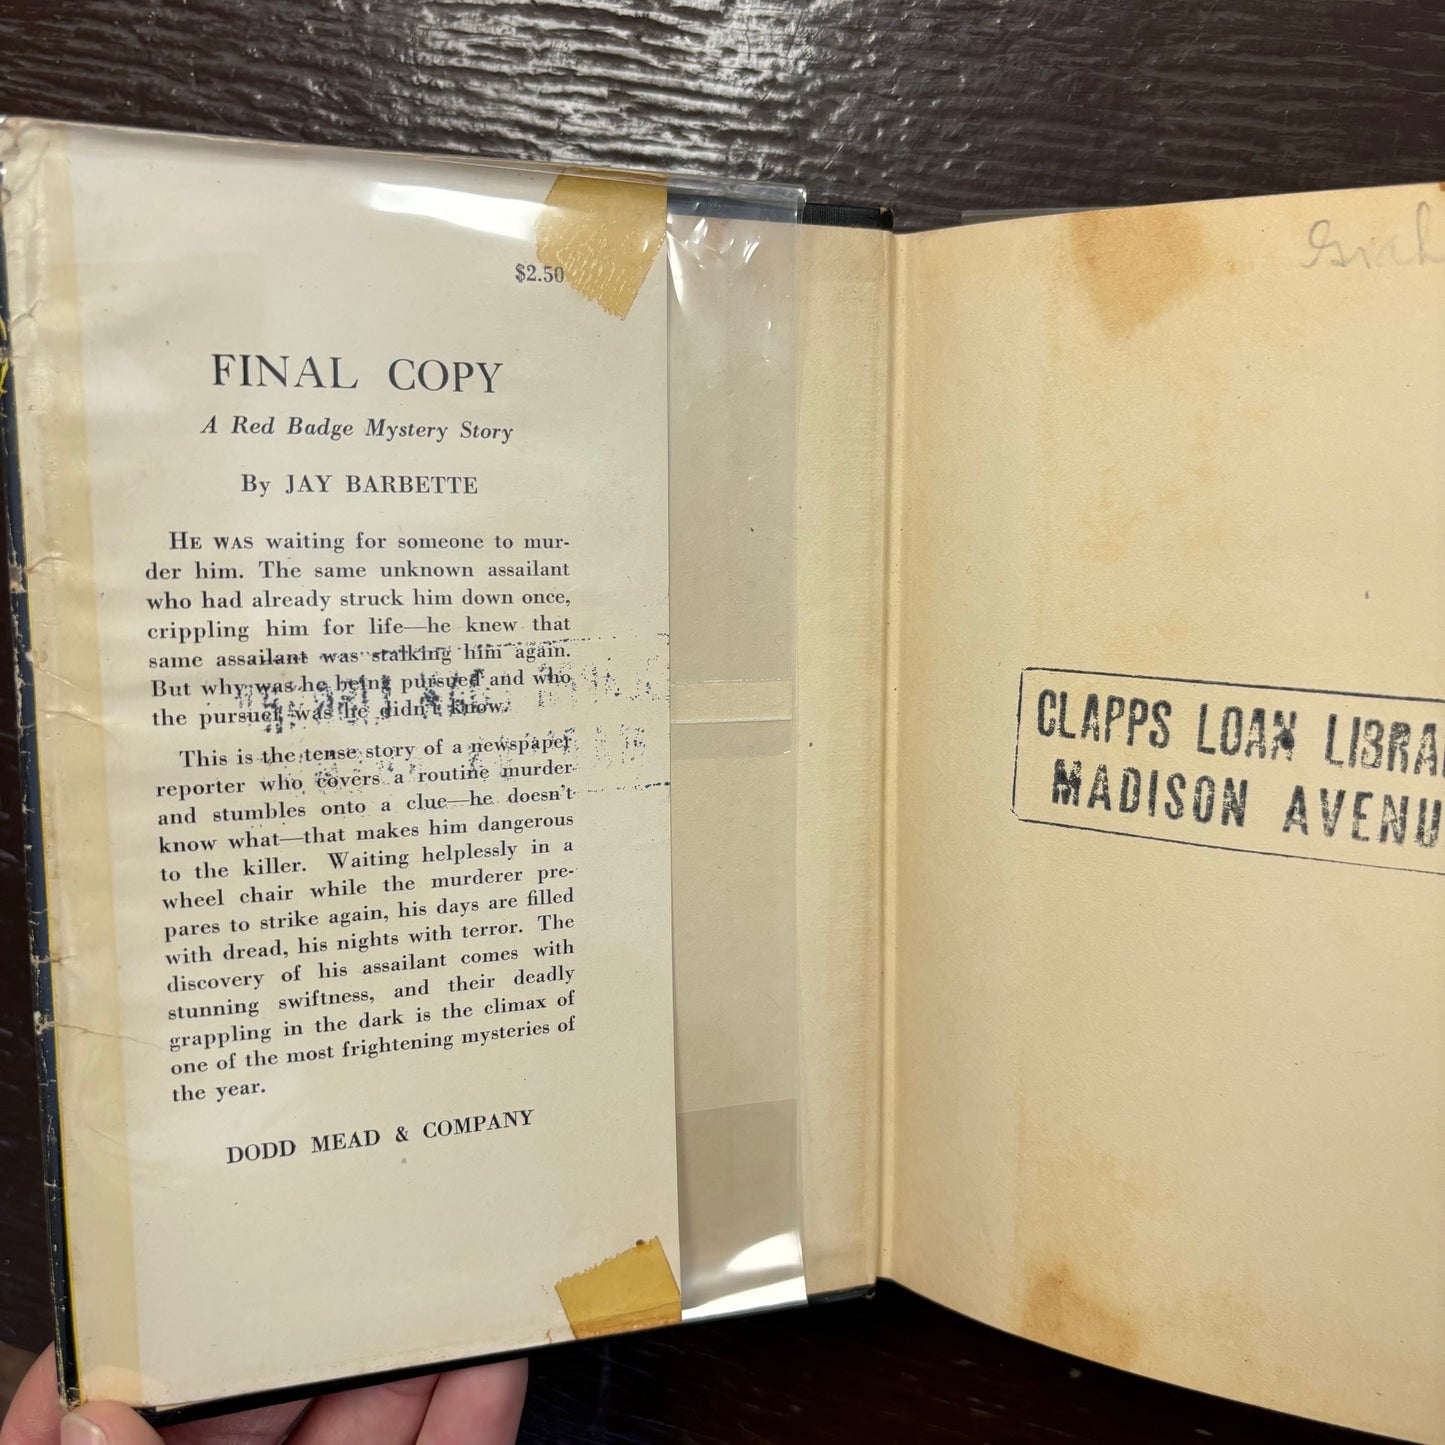 $2.50
FINAL COPY
A Red Badge Mystery Story
By JAY BARBETTE
HE WAS waiting for someone to mur-
der him. The same unknown assailant
who had already struck him down once,
crippling him for life—he knew that
same assailant was stalking him again.
But why was he being pursued and who
the pursuer was he didn't know.
This is the tense story of a newspaper
reporter who covers a routine murder
and stumbles onto a clue—he doesn't
know what—that makes him dangerous
to the killer. Waiting helplessly in a
wheel chair while the murderer pre-
pares to strike again, his days are filled
with dread, his nights with terror. The
discovery of his assailant comes with
stunning swiftness, and their deadly
grappling in the dark is the climax of
one of the most frightening mysteries of
the year.
DODD MEAD & COMPANY
CLAPPS LOAN
MADISON